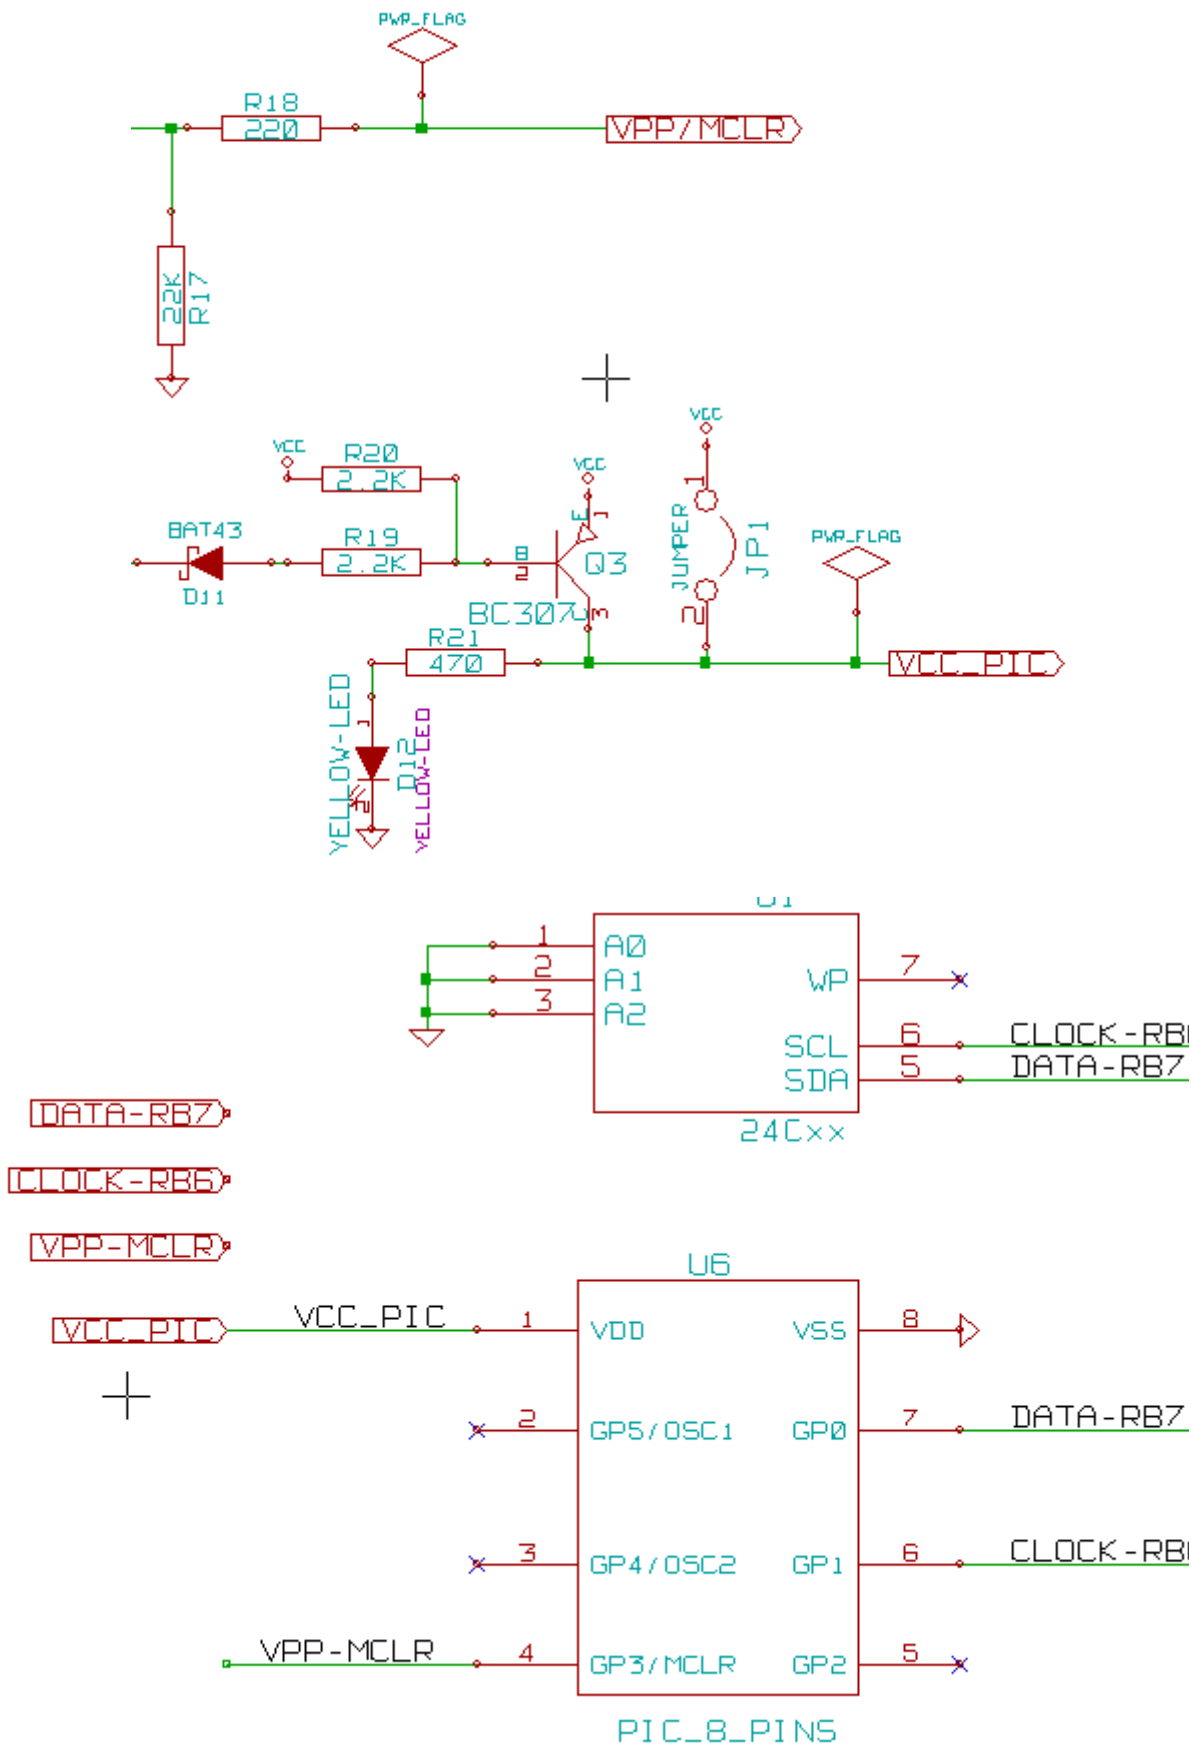 PWR_FLAG
R18
220
VPP/MCLR
22K
R17
VCC
VCC
R20
2.2K
VCC
1
JUMPER
JP1
2
BAT43
D11
R19
2.2K
B
2
E
1
Q3
BC307
C
3
PWR_FLAG
R21
470
VCC_PIC
YELLOW-LED
1
D12
2
YELLOW-LED
1 A0
2 A1
3 A2
WP 7
SCL 6 CLOCK-RB
SDA 5 DATA-RB7
24Cxx
DATA-RB7
CLOCK-RB6
VPP-MCLR
VCC_PIC
U6
VCC_PIC 1 VDD
VSS 8
2 GP5/OSC1
GP0 7 DATA-RB7
3 GP4/OSC2
GP1 6 CLOCK-RB
VPP-MCLR 4 GP3/MCLR
GP2 5
PIC_8_PINS